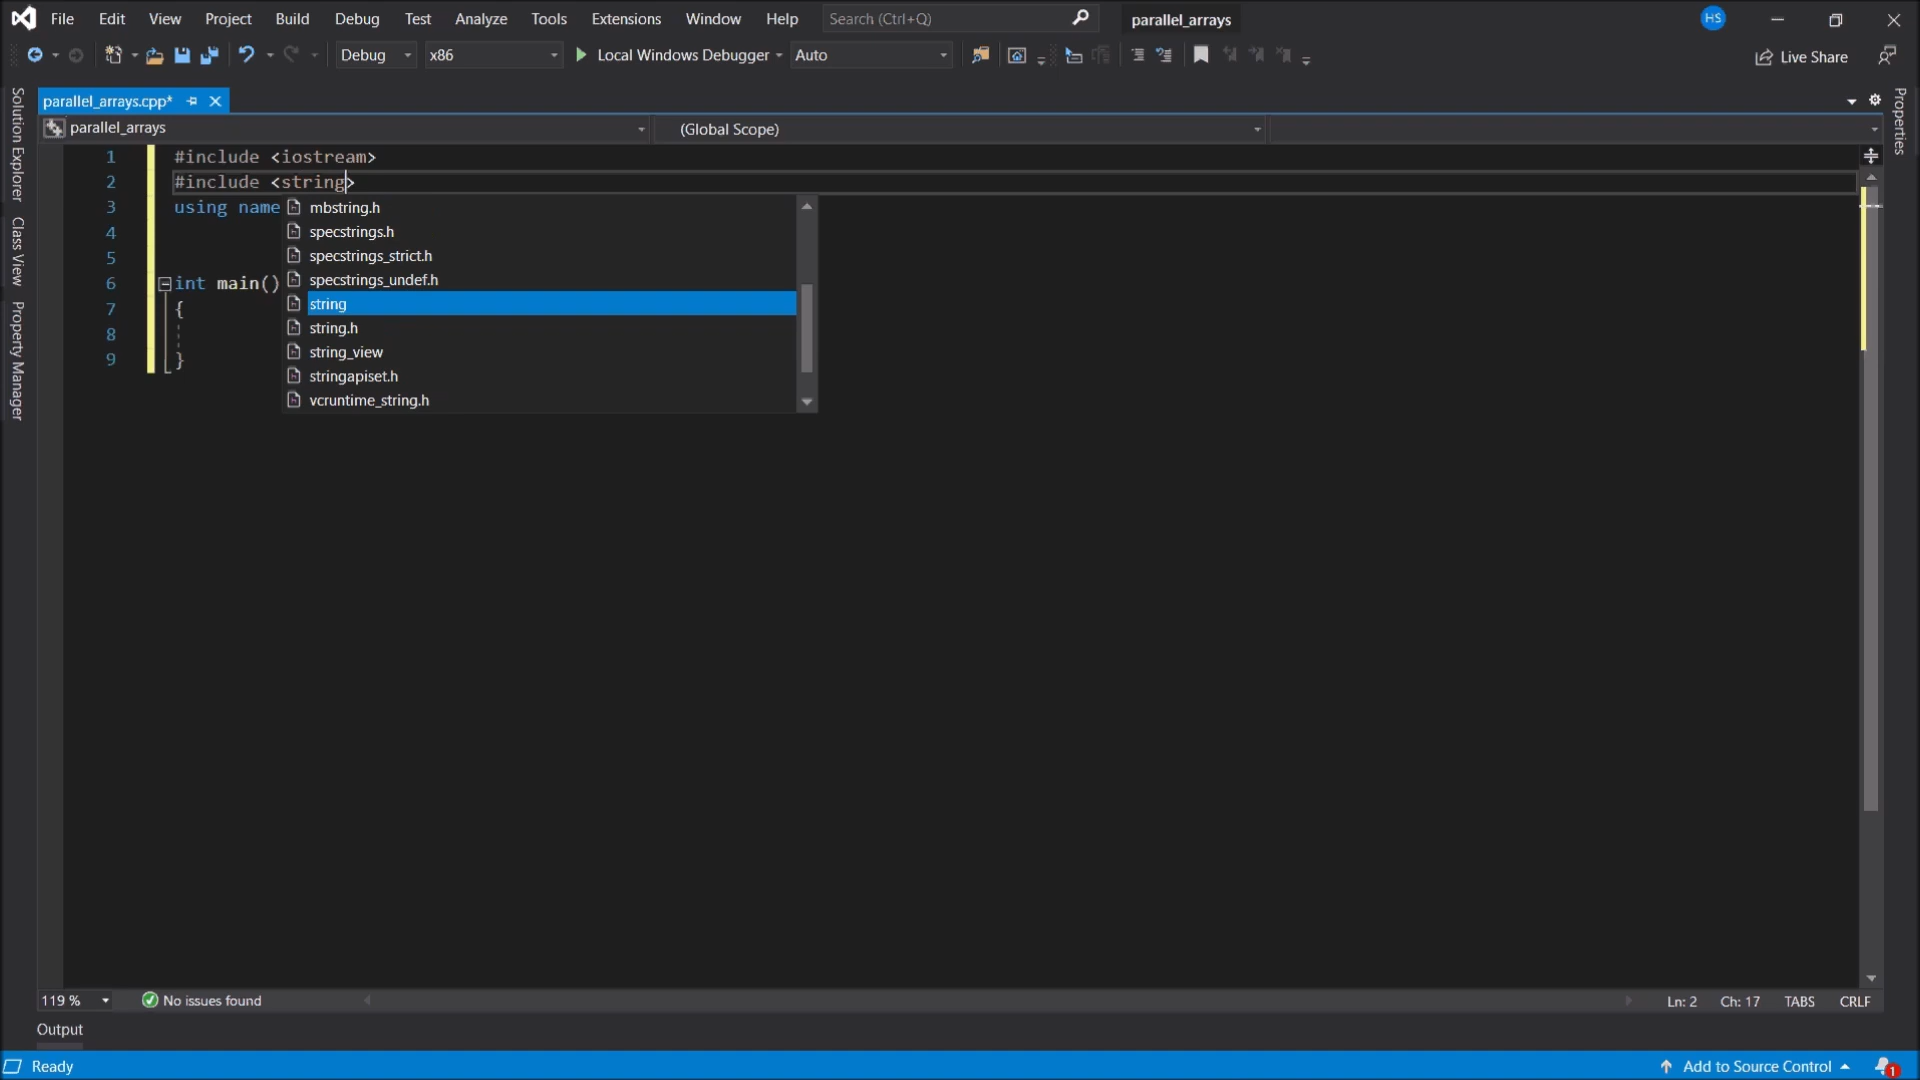 File Edit View Project Build Debug Test Analyze Tools Extensions Window Help Search (Ctrl+Q) parallel_arrays HS
Debug x86 Local Windows Debugger Auto Live Share
Solution Explorer
Class View
Property Manager
Properties
parallel_arrays.cpp*
parallel_arrays (Global Scope)
1 #include <iostream>
2 #include <string>
3 using name
4
5
6 int main()
7 {
8
9 }
mbstring.h
specstrings.h
specstrings_strict.h
specstrings_undef.h
string
string.h
string_view
stringapiset.h
vcruntime_string.h
119 % No issues found Ln: 2 Ch: 17 TABS CRLF
Output
Ready Add to Source Control 1